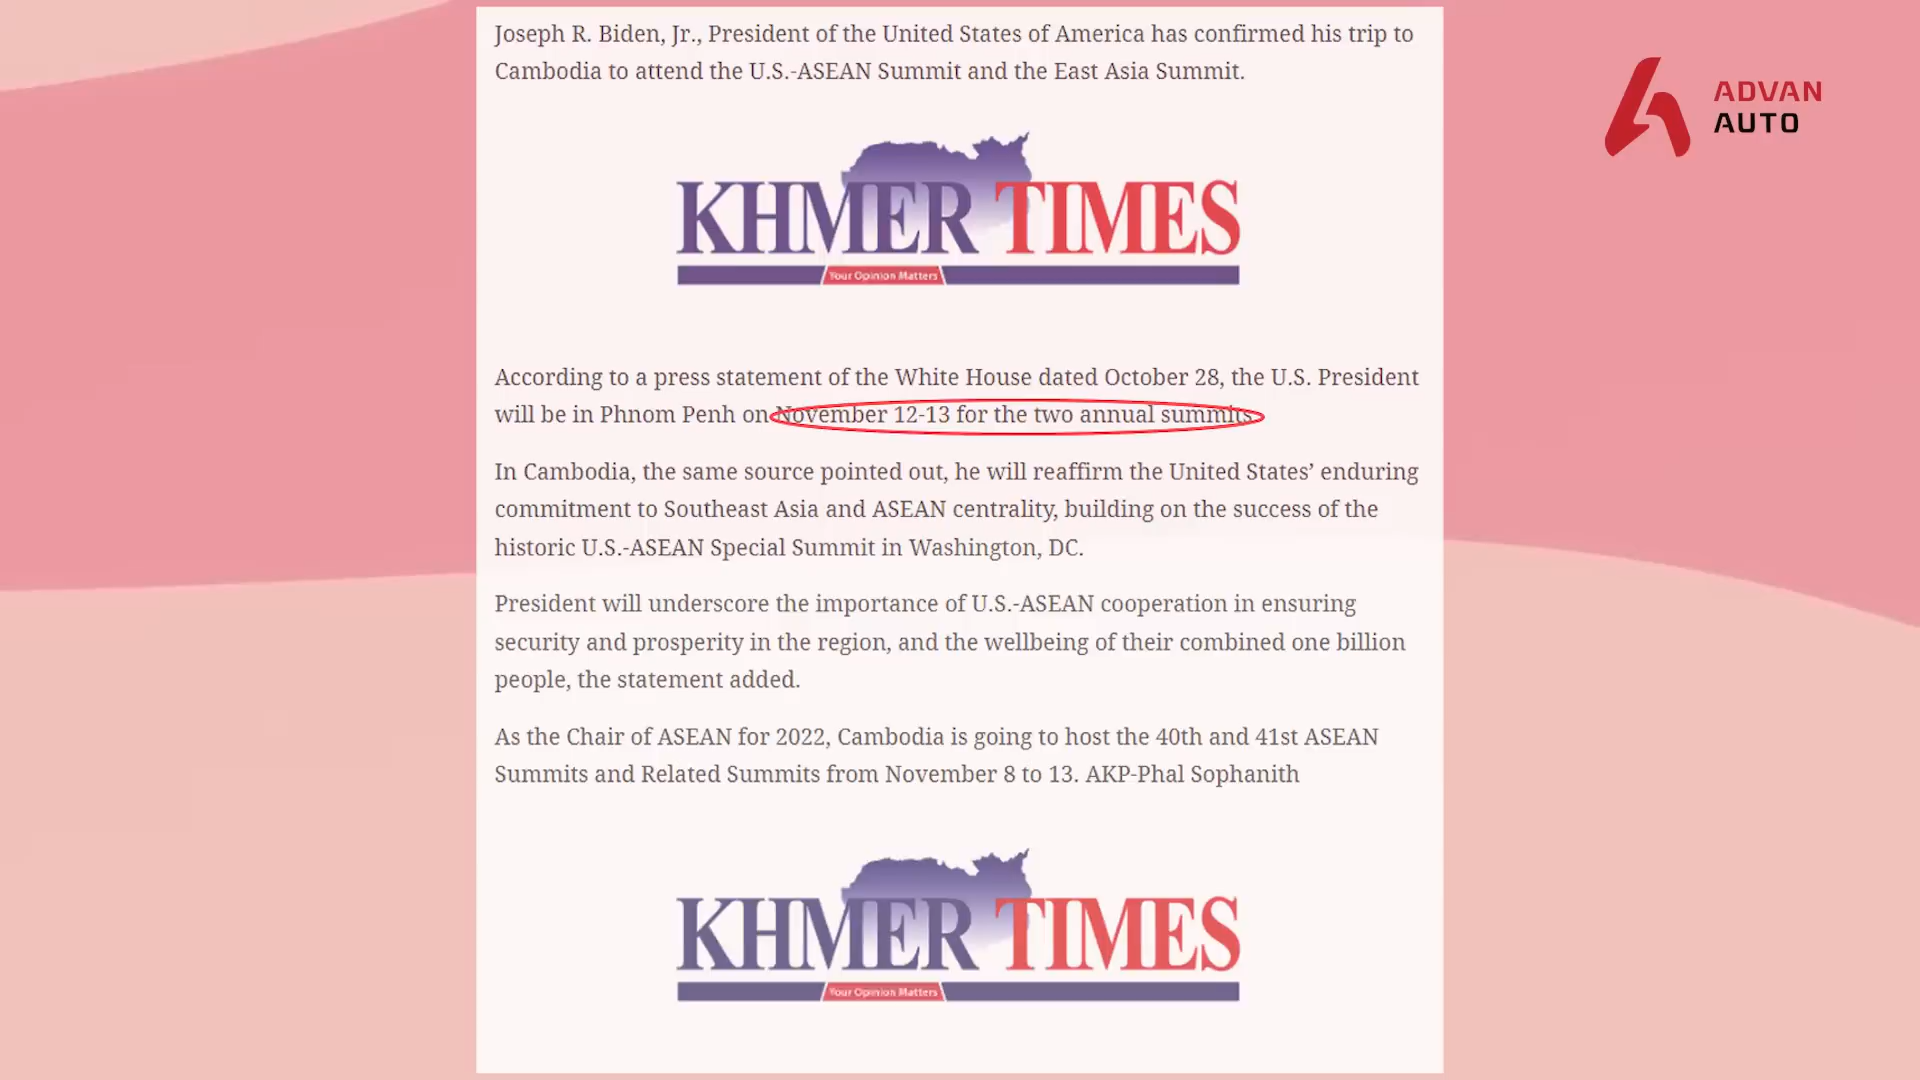 Joseph R. Biden, Jr., President of the United States of America has confirmed his trip to
Cambodia to attend the U.S.-ASEAN Summit and the East Asia Summit.
ADVAN
AUTO
KHMER TIMES
Your Opinion Matters
According to a press statement of the White House dated October 28, the U.S. President
will be in Phnom Penh on November 12-13 for the two annual summits.
In Cambodia, the same source pointed out, he will reaffirm the United States’ enduring
commitment to Southeast Asia and ASEAN centrality, building on the success of the
historic U.S.-ASEAN Special Summit in Washington, DC.
President will underscore the importance of U.S.-ASEAN cooperation in ensuring
security and prosperity in the region, and the wellbeing of their combined one billion
people, the statement added.
As the Chair of ASEAN for 2022, Cambodia is going to host the 40th and 41st ASEAN
Summits and Related Summits from November 8 to 13. AKP-Phal Sophanith
KHMER TIMES
Your Opinion Matters